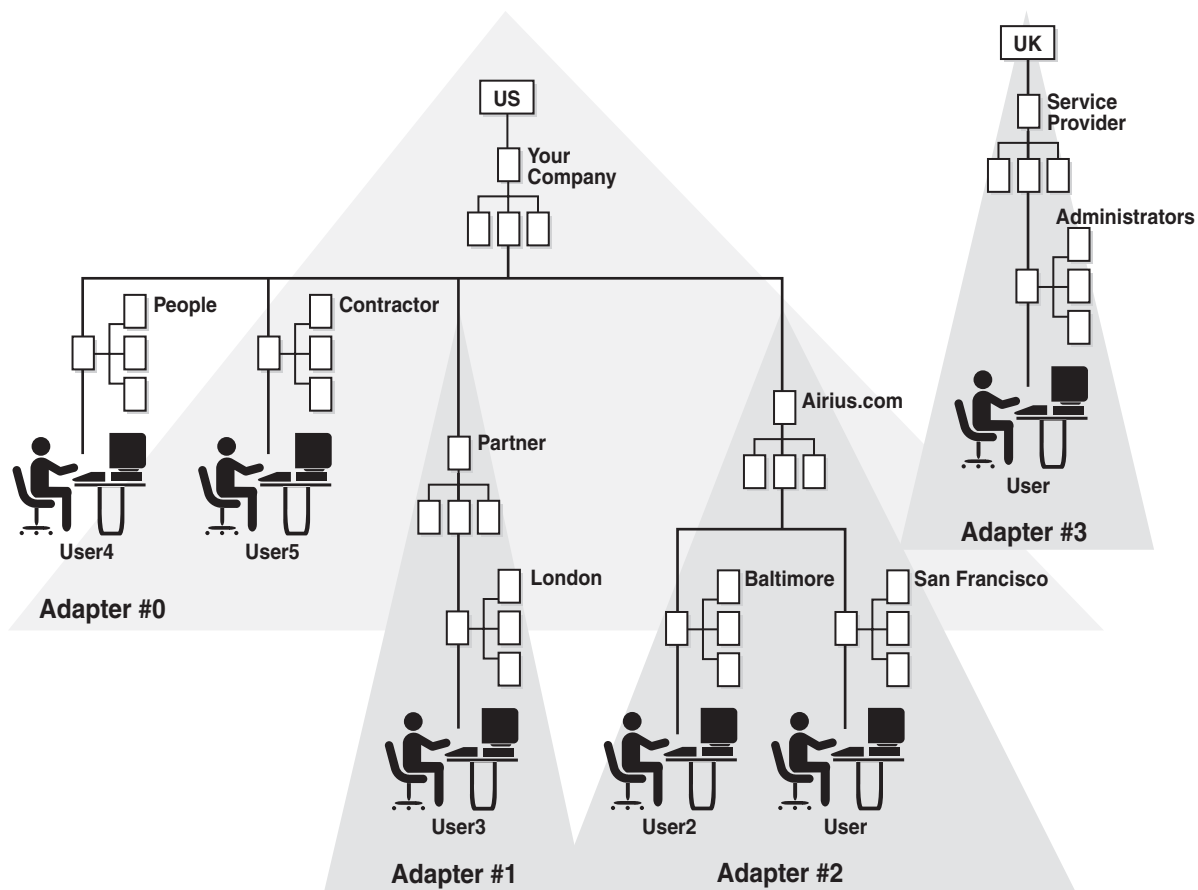 UK
Service
Provider
US
Your
Company
Administrators
People
Contractor
Airius.com
Partner
User
Adapter #3
User4
User5
London
Baltimore
San Francisco
Adapter #0
User3
User2
User
Adapter #1
Adapter #2